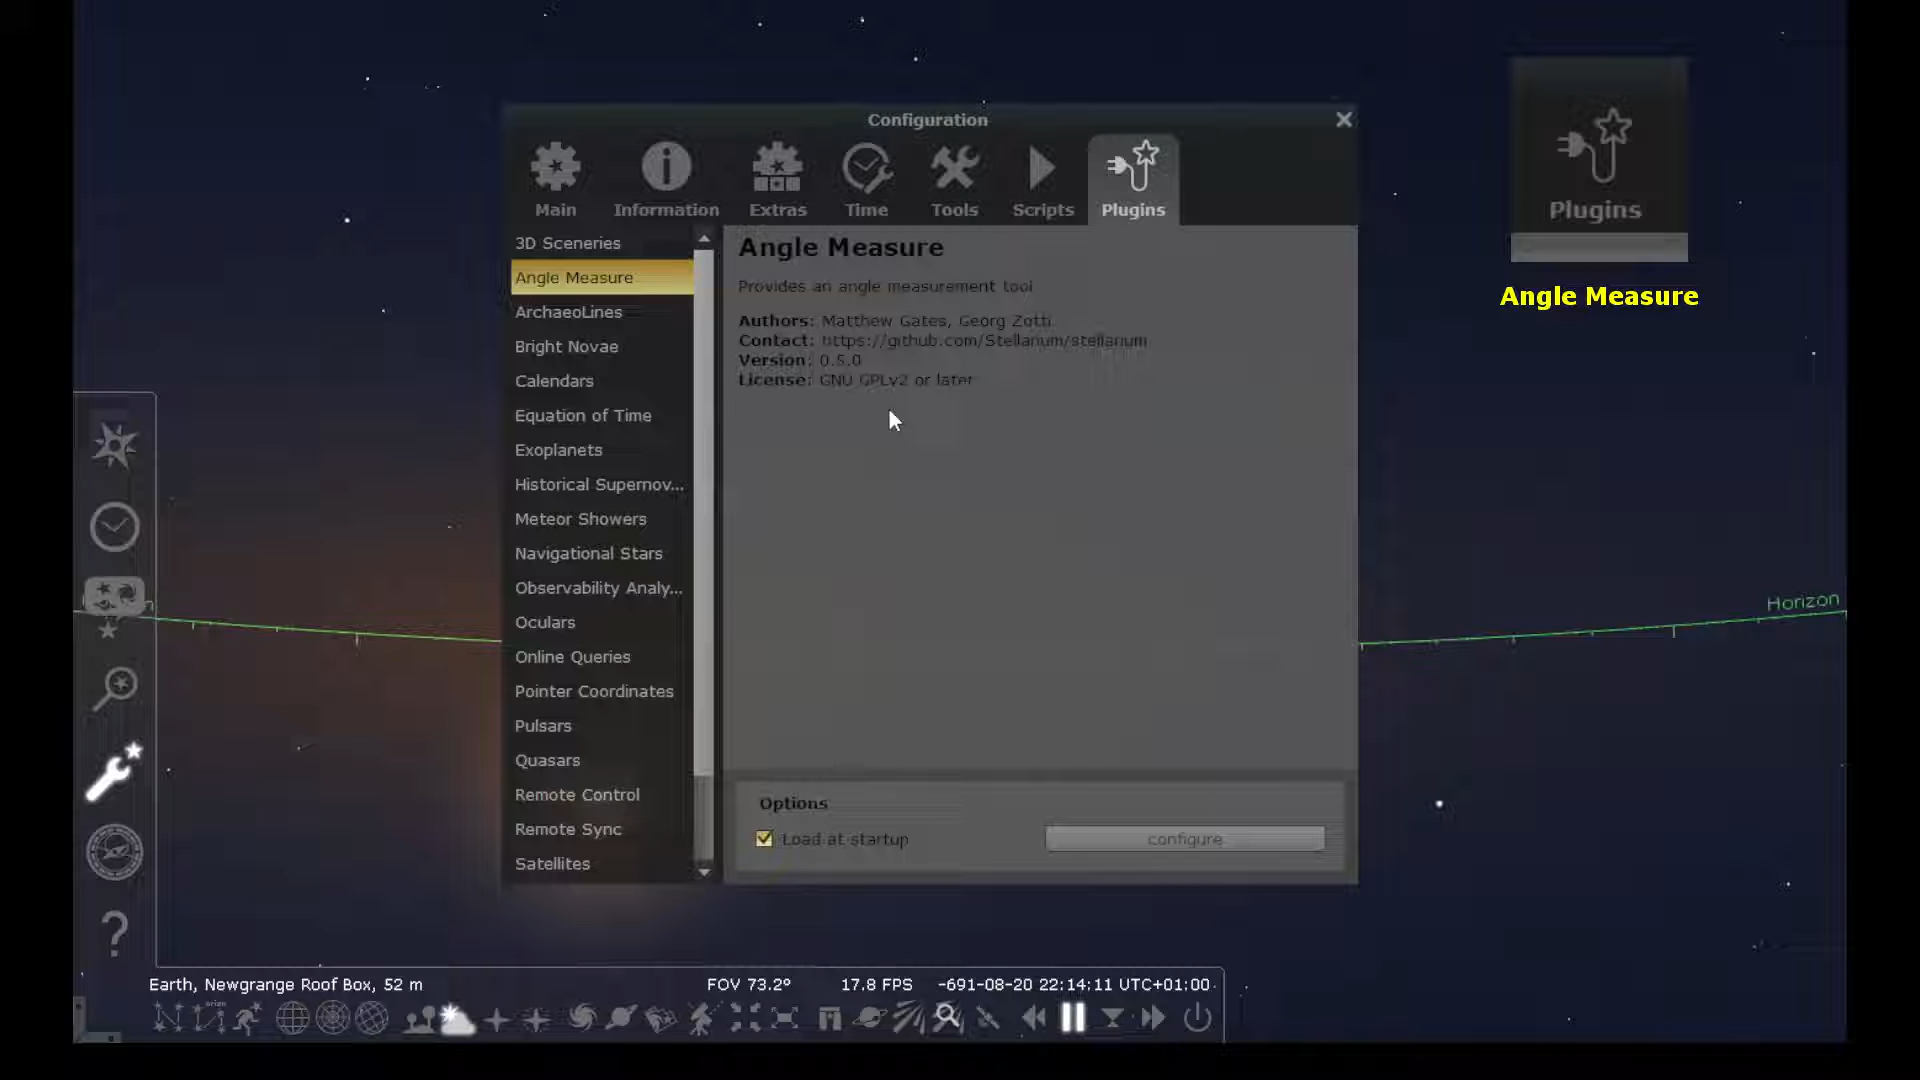 Configuration
Main
Information
Extras
Time
Tools
Scripts
Plugins
Plugins
Angle Measure
3D Sceneries
Angle Measure
ArchaeoLines
Bright Novae
Calendars
Equation of Time
Exoplanets
Historical Supernov...
Meteor Showers
Navigational Stars
Observability Analy...
Oculars
Online Queries
Pointer Coordinates
Pulsars
Quasars
Remote Control
Remote Sync
Satellites
Angle Measure
Provides an angle measurement tool
Authors: Matthew Gates, Georg Zotti
Contact: https://github.com/Stellarium/stellarium
Version: 0.5.0
License: GNU GPLv2 or later
Horizon
Options
Load at startup
configure
Earth, Newgrange Roof Box, 52 m
FOV 73.2°
17.8 FPS
-691-08-20 22:14:11 UTC+01:00